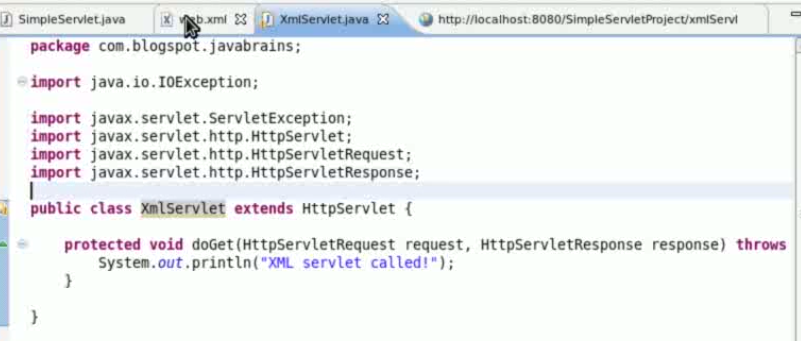 SimpleServlet.java web.xml XmlServlet.java http://localhost:8080/SimpleServletProject/xmlServl
package com.blogspot.javabrains;
import java.io.IOException;
import javax.servlet.ServletException;
import javax.servlet.http.HttpServlet;
import javax.servlet.http.HttpServletRequest;
import javax.servlet.http.HttpServletResponse;
public class XmlServlet extends HttpServlet {
protected void doGet(HttpServletRequest request, HttpServletResponse response) throws
System.out.println("XML servlet called!");
}
}